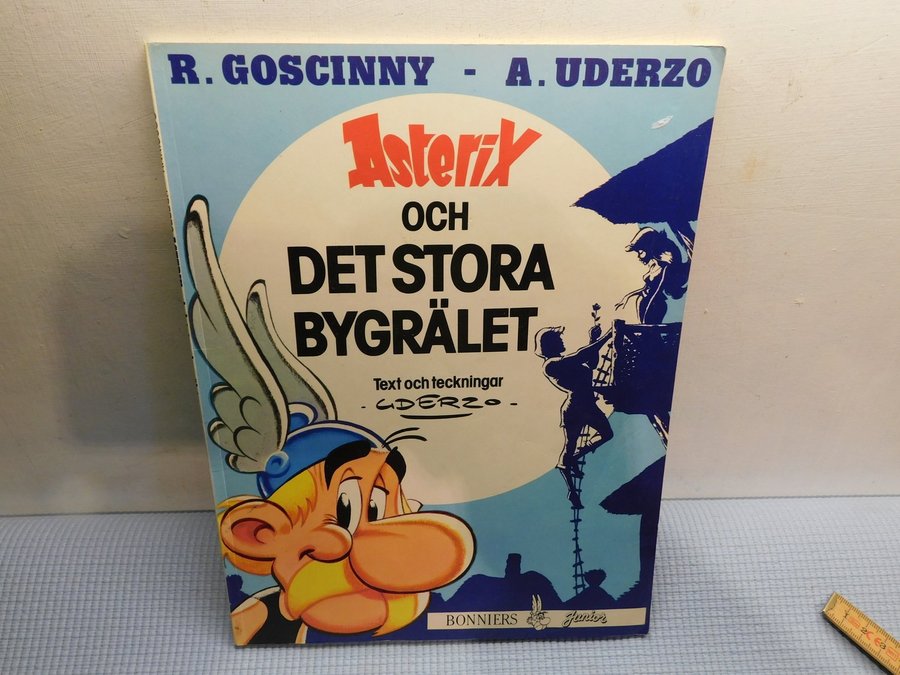 R. GOSCINNY - A. UDERZO
Asterix
OCH
DET STORA
BYGRÄLET
Text och teckningar
- UDERZO -
BONNIERS Junior